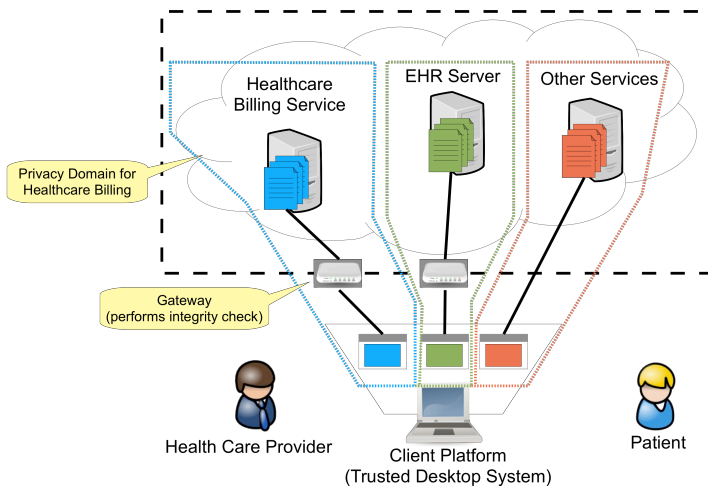 Healthcare
Billing Service
EHR Server
Other Services
Privacy Domain for
Healthcare Billing
Gateway
(performs integrity check)
Health Care Provider
Client Platform
(Trusted Desktop System)
Patient